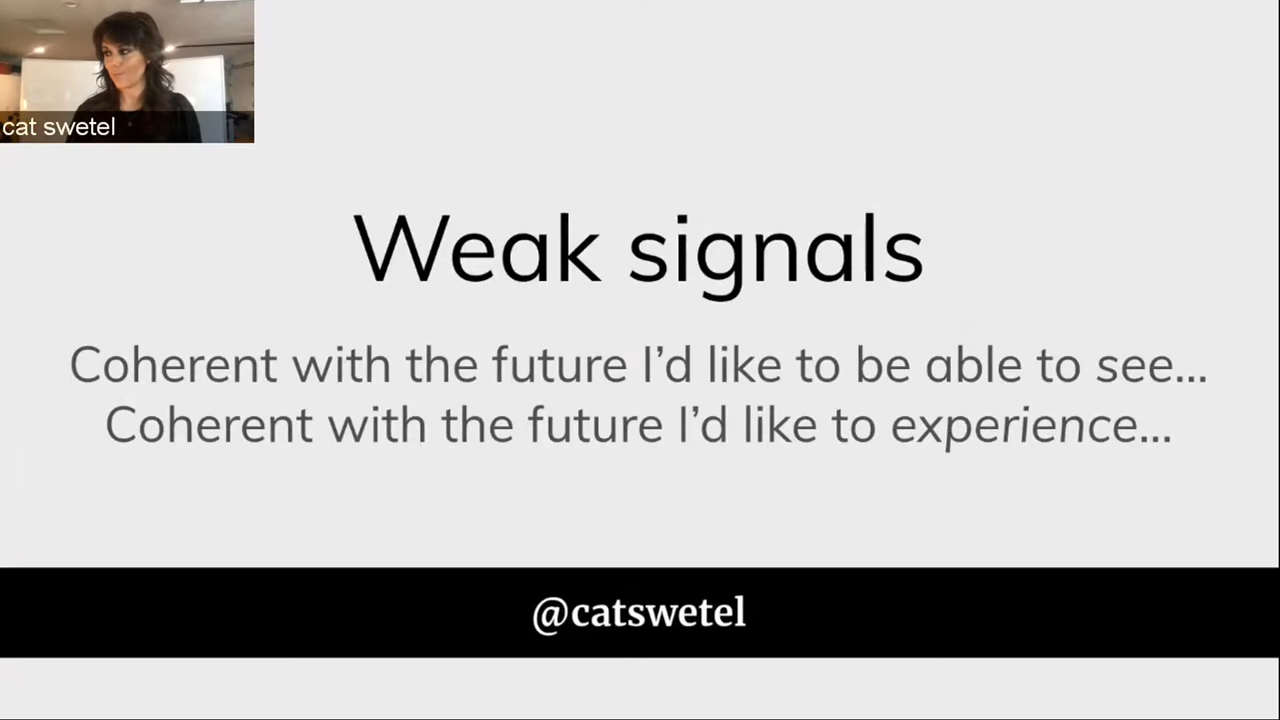 cat swetel
Weak signals
Coherent with the future I’d like to be able to see...
Coherent with the future I’d like to experience...
@catswetel